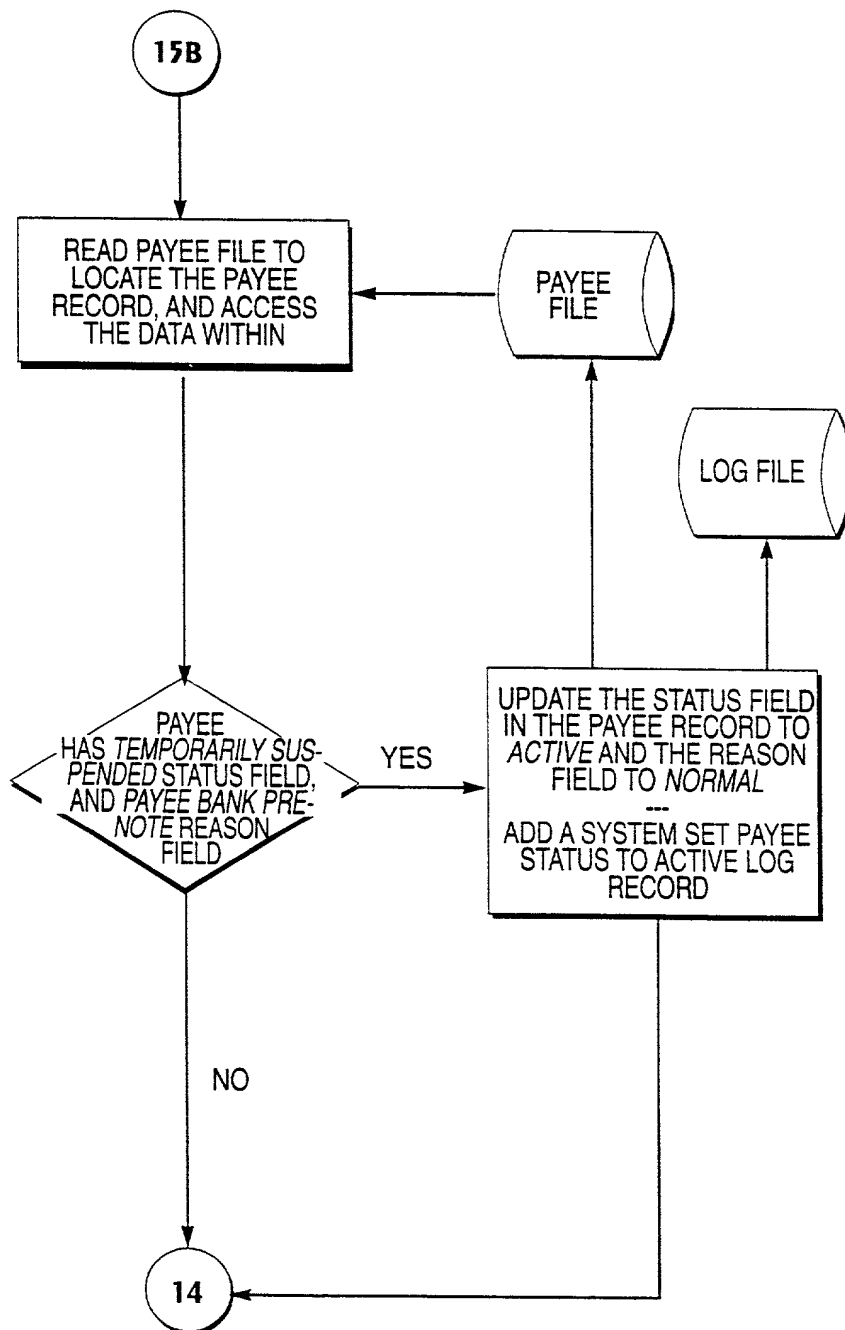 15B
READ PAYEE FILE TO
LOCATE THE PAYEE
RECORD, AND ACCESS
THE DATA WITHIN
PAYEE
FILE
LOG FILE
PAYEE
HAS TEMPORARILY SUS-
PENDED STATUS FIELD,
AND PAYEE BANK PRE-
NOTE REASON
FIELD
YES
UPDATE THE STATUS FIELD
IN THE PAYEE RECORD TO
ACTIVE AND THE REASON
FIELD TO NORMAL
---
ADD A SYSTEM SET PAYEE
STATUS TO ACTIVE LOG
RECORD
NO
14